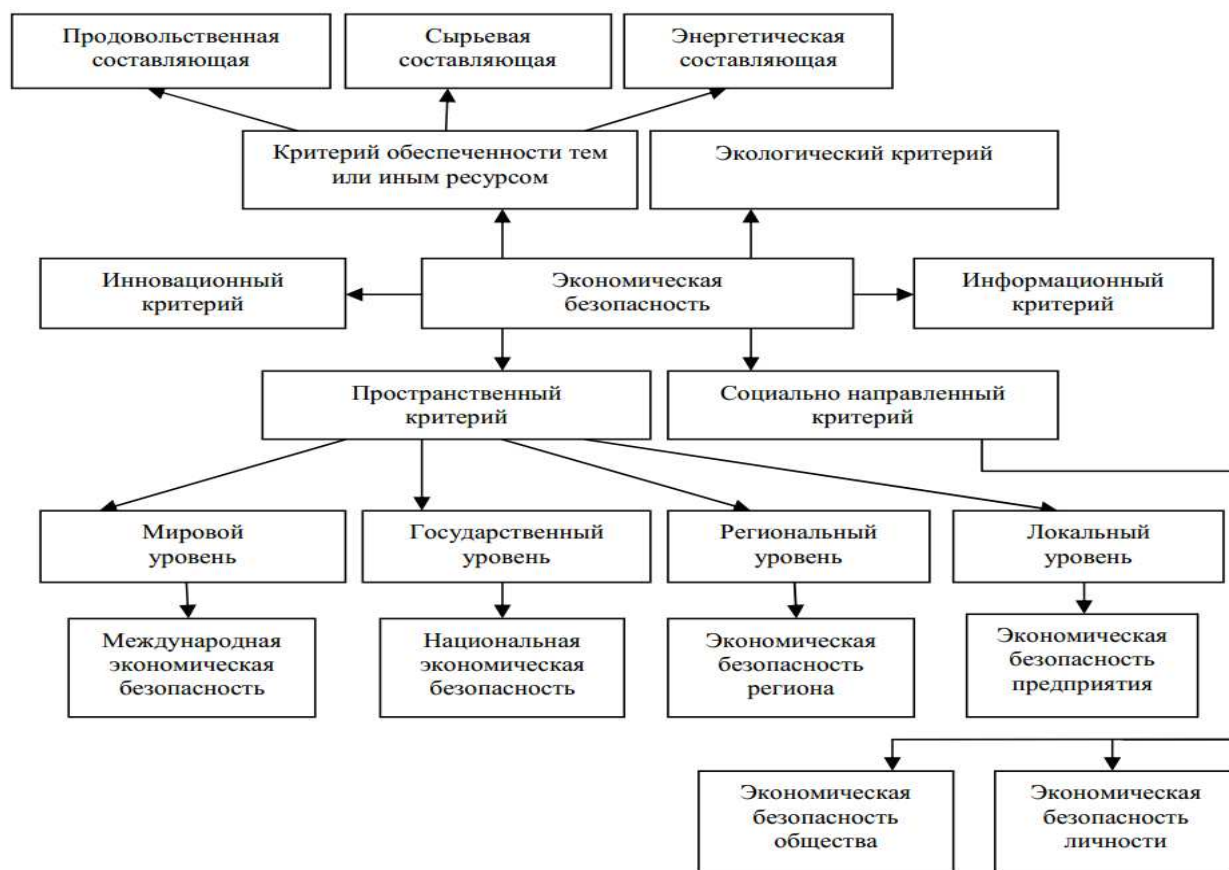 Продовольственная
составляющая
Сырьевая
составляющая
Энергетическая
составляющая
Критерий обеспеченности тем
или иным ресурсом
Экологический критерий
Инновационный
критерий
Экономическая
безопасность
Информационный
критерий
Пространственный
критерий
Социально направленный
критерий
Мировой
уровень
Государственный
уровень
Региональный
уровень
Локальный
уровень
Международная
экономическая
безопасность
Национальная
экономическая
безопасность
Экономическая
безопасность
региона
Экономическая
безопасность
предприятия
Экономическая
безопасность
общества
Экономическая
безопасность
личности